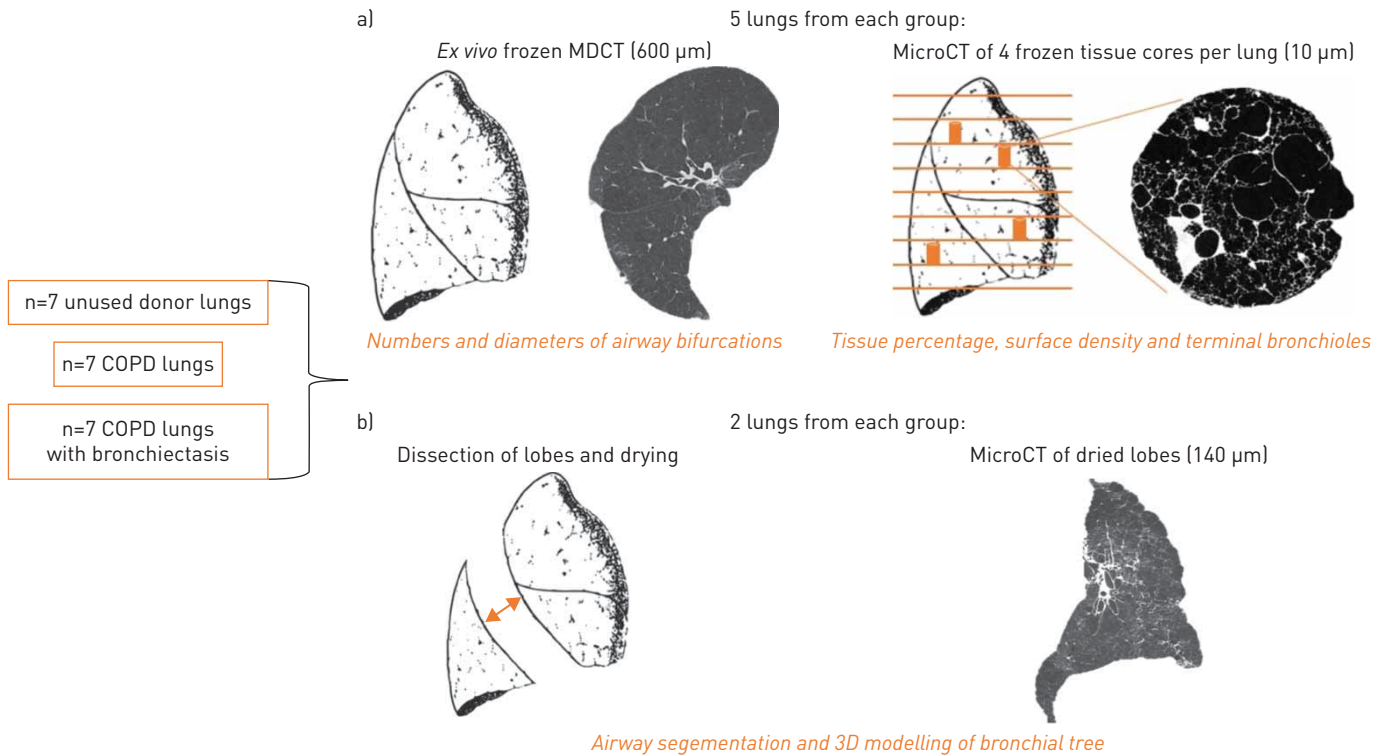 a)
5 lungs from each group:
Ex vivo frozen MDCT (600 µm)
MicroCT of 4 frozen tissue cores per lung (10 µm)
Numbers and diameters of airway bifurcations
Tissue percentage, surface density and terminal bronchioles
n=7 unused donor lungs
n=7 COPD lungs
n=7 COPD lungs
with bronchiectasis
b)
2 lungs from each group:
Dissection of lobes and drying
MicroCT of dried lobes (140 µm)
Airway segementation and 3D modelling of bronchial tree